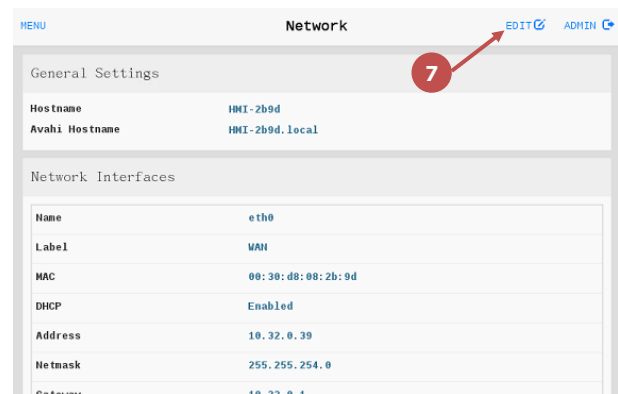 MENU Network EDIT ADMIN
7
General Settings
Hostname HMI-2b9d
Avahi Hostname HMI-2b9d.local
Network Interfaces
Name eth0
Label WAN
MAC 00:30:d8:08:2b:9d
DHCP Enabled
Address 10.32.0.39
Netmask 255.255.254.0
Gateway